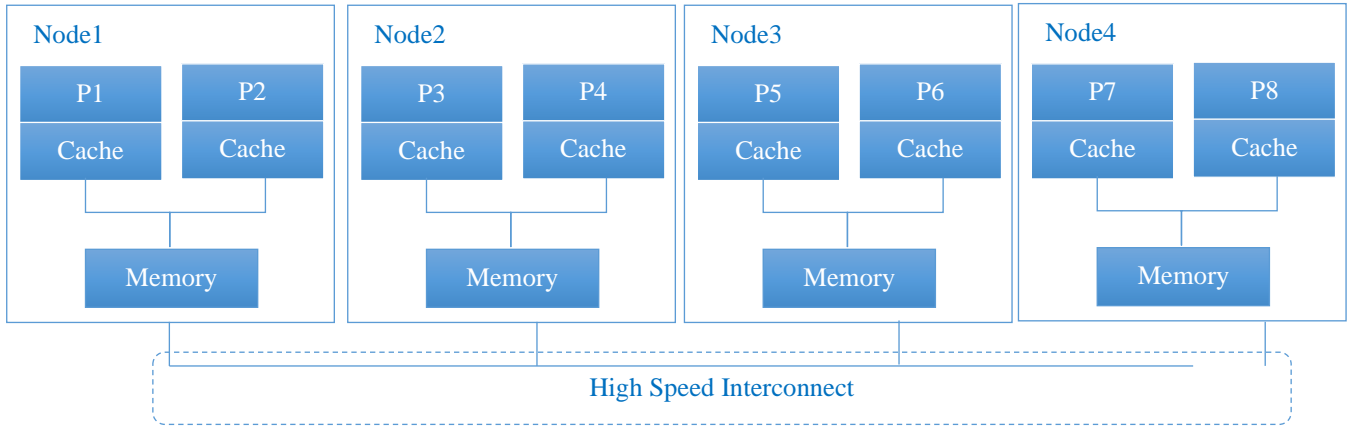 Node1
P1
P2
Cache
Cache
Memory
Node2
P3
P4
Cache
Cache
Memory
Node3
P5
P6
Cache
Cache
Memory
Node4
P7
P8
Cache
Cache
Memory
High Speed Interconnect